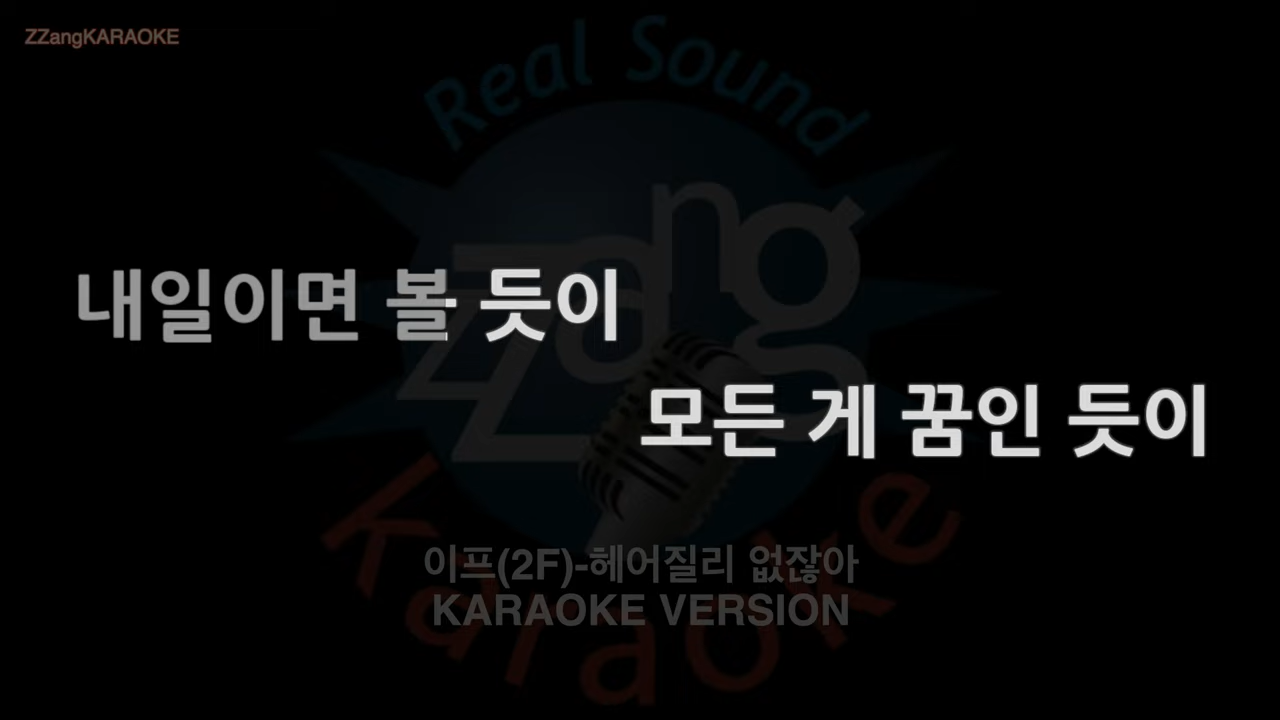 ZZangKARAOKE
Real Sound
ZZang
내일이면 볼 듯이
모든 게 꿈인 듯이
이프(2F)-헤어질리 없잖아
KARAOKE VERSION
Karaoke